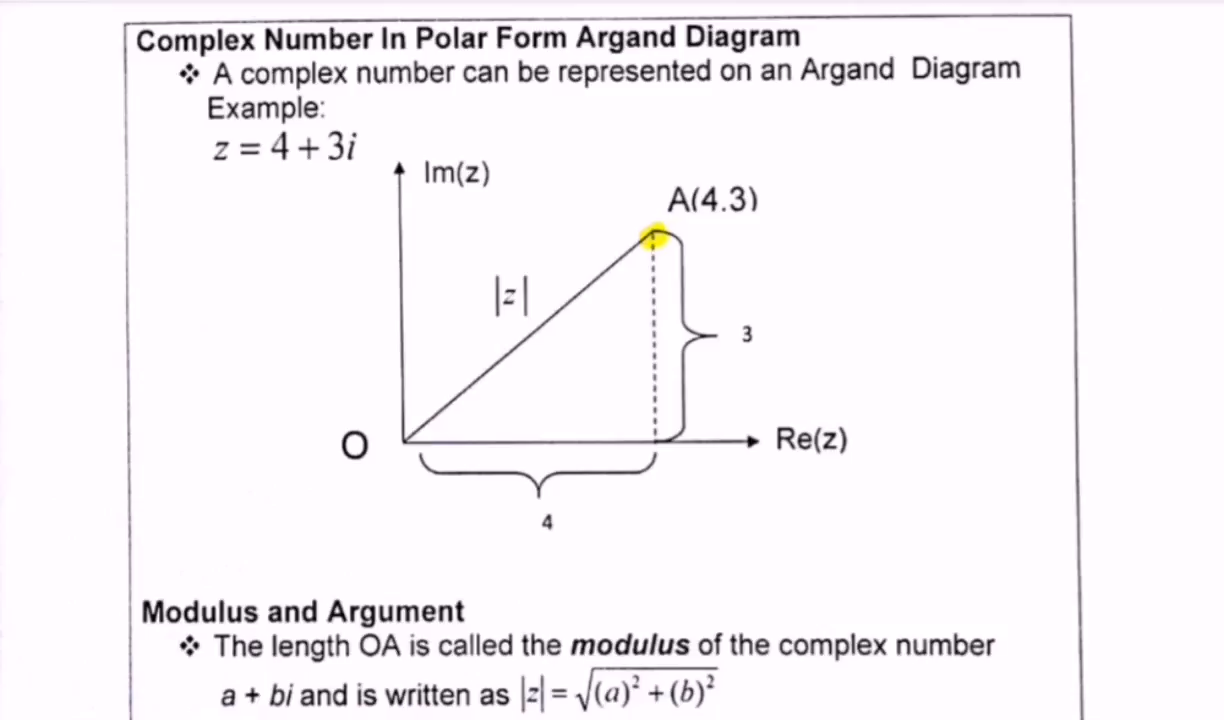 Complex Number In Polar Form Argand Diagram
❖ A complex number can be represented on an Argand Diagram
Example:
z = 4 + 3i
Im(z)
A(4.3)
|z|
3
O
Re(z)
4
Modulus and Argument
❖ The length OA is called the modulus of the complex number
a + bi and is written as |z| = √(a)² + (b)²